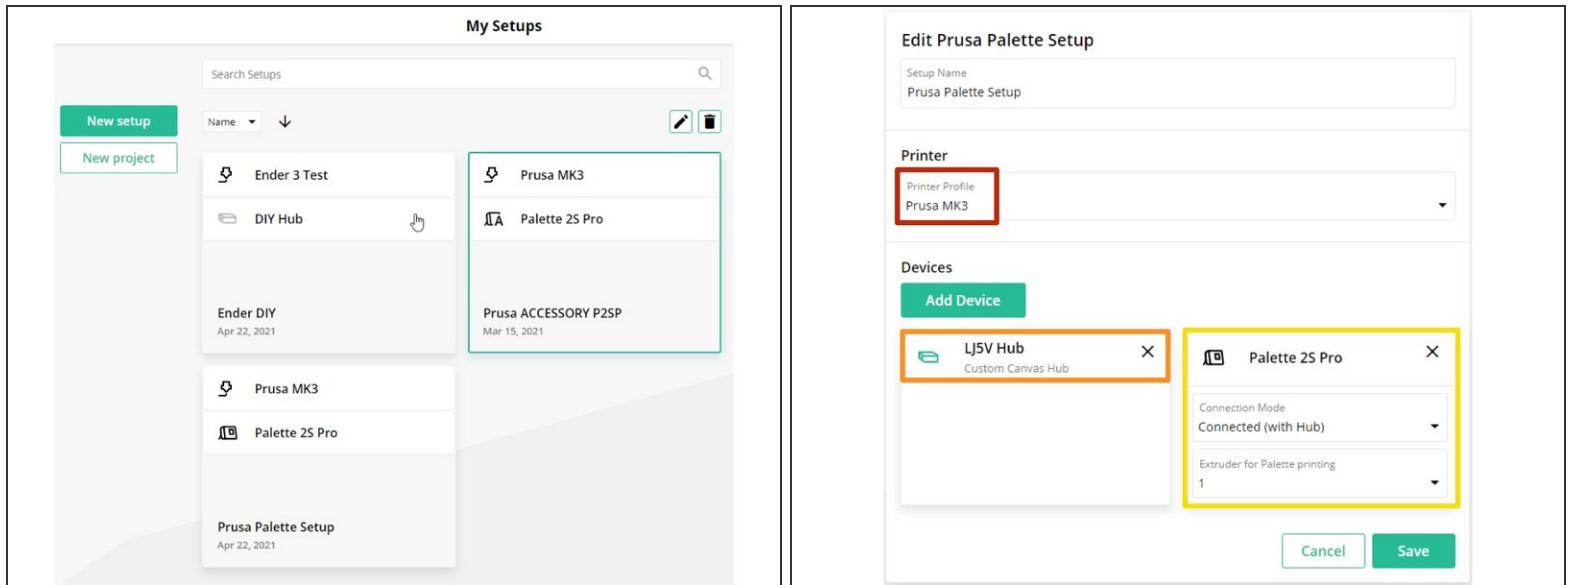 My Setups
Search Setups
New setup
New project
Name
Ender 3 Test
DIY Hub
Ender DIY
Apr 22, 2021
Prusa MK3
Palette 2S Pro
Prusa ACCESSORY P2SP
Mar 15, 2021
Prusa MK3
Palette 2S Pro
Prusa Palette Setup
Apr 22, 2021
Edit Prusa Palette Setup
Setup Name
Prusa Palette Setup
Printer
Printer Profile
Prusa MK3
Devices
Add Device
LJ5V Hub
Custom Canvas Hub
Palette 2S Pro
Connection Mode
Connected (with Hub)
Extruder for Palette printing
1
Cancel
Save